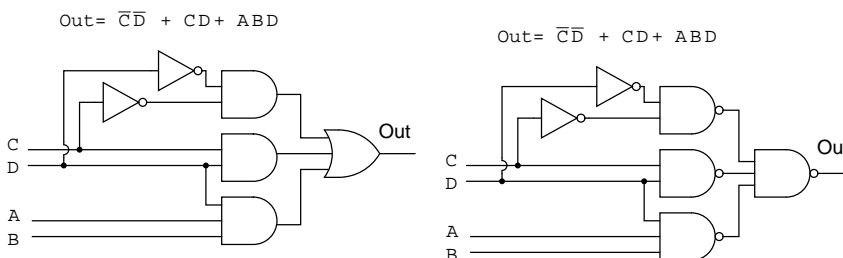 Out= C̅D̅ + CD+ ABD
Out
C
D
A
B
Out= C̅D̅ + CD+ ABD
Ou
C
D
A
B